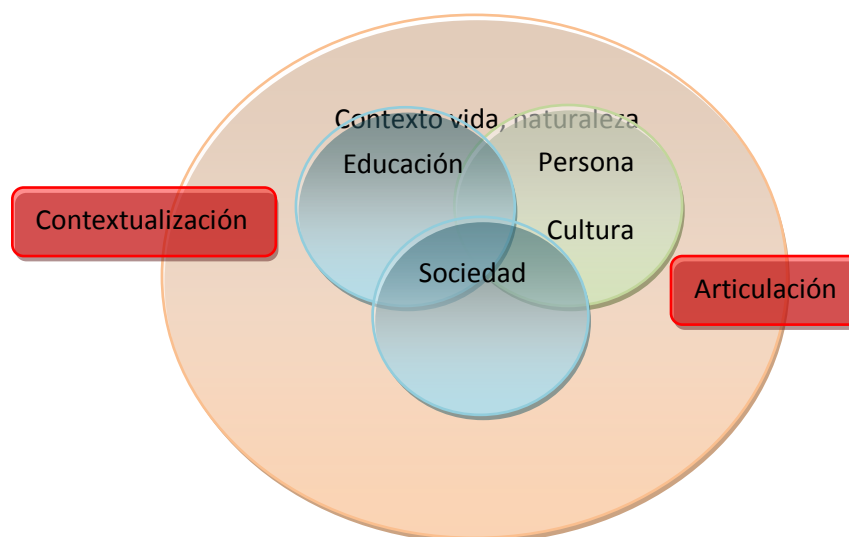 Contexto vida, naturaleza
Educación
Persona
Contextualización
Cultura
Sociedad
Articulación